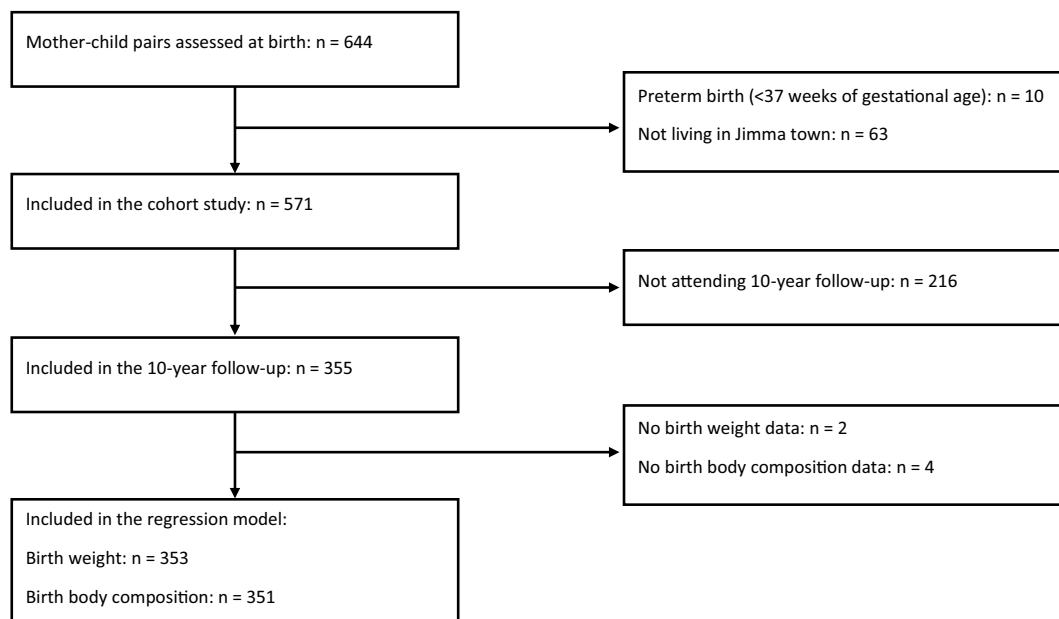 Mother-child pairs assessed at birth: n = 644
Preterm birth (<37 weeks of gestational age): n = 10
Not living in Jimma town: n = 63
Included in the cohort study: n = 571
Not attending 10-year follow-up: n = 216
Included in the 10-year follow-up: n = 355
No birth weight data: n = 2
No birth body composition data: n = 4
Included in the regression model:
Birth weight: n = 353
Birth body composition: n = 351